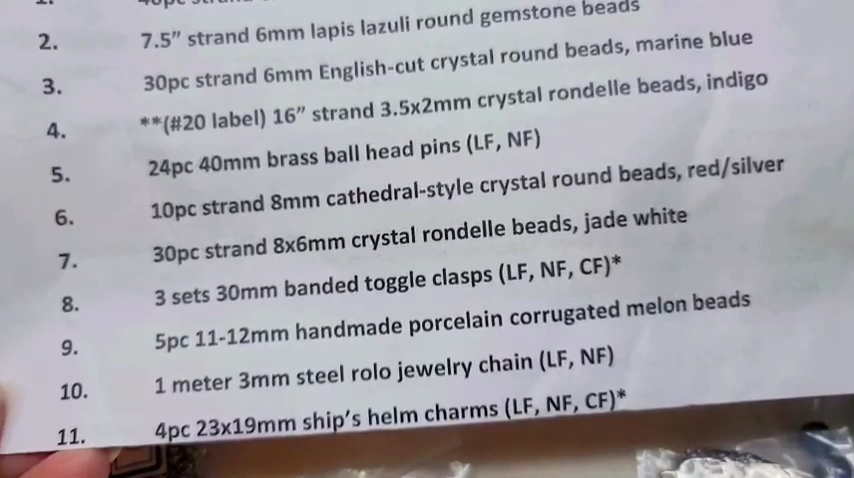 2. 7.5” strand 6mm lapis lazuli round gemstone beads
3. 30pc strand 6mm English-cut crystal round beads, marine blue
4. **(#20 label) 16” strand 3.5x2mm crystal rondelle beads, indigo
5. 24pc 40mm brass ball head pins (LF, NF)
6. 10pc strand 8mm cathedral-style crystal round beads, red/silver
7. 30pc strand 8x6mm crystal rondelle beads, jade white
8. 3 sets 30mm banded toggle clasps (LF, NF, CF)*
9. 5pc 11-12mm handmade porcelain corrugated melon beads
10. 1 meter 3mm steel rolo jewelry chain (LF, NF)
11. 4pc 23x19mm ship’s helm charms (LF, NF, CF)*